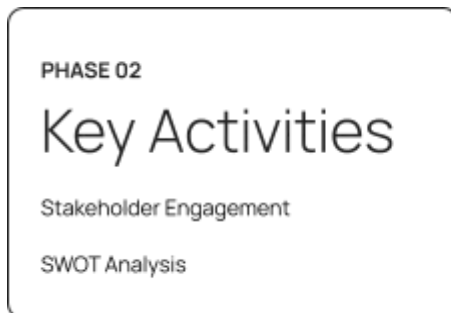 PHASE 02
Key Activities
Stakeholder Engagement
SWOT Analysis